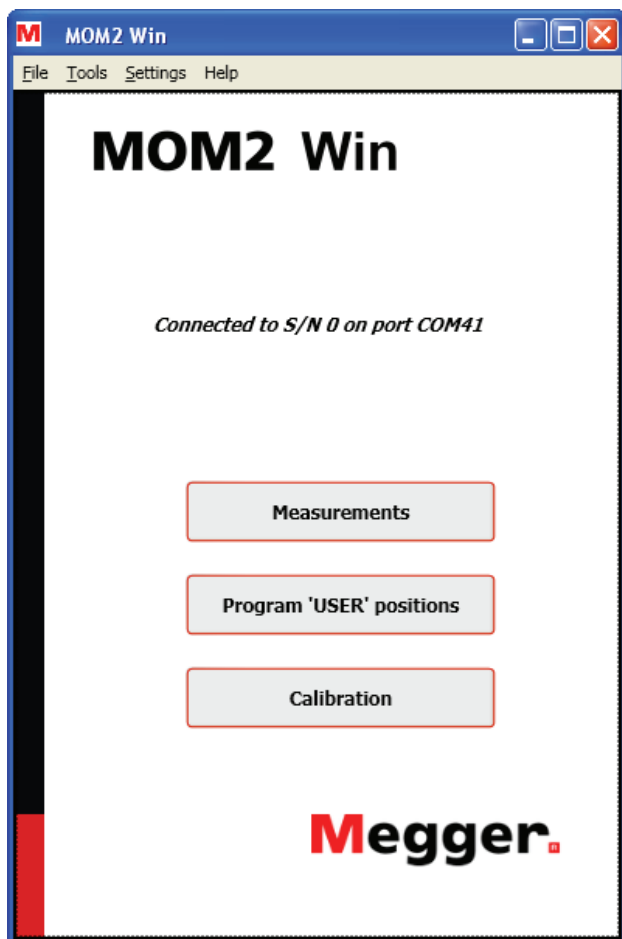 MOM2 Win
File Tools Settings Help
MOM2 Win
Connected to S/N 0 on port COM41
Measurements
Program 'USER' positions
Calibration
Megger.